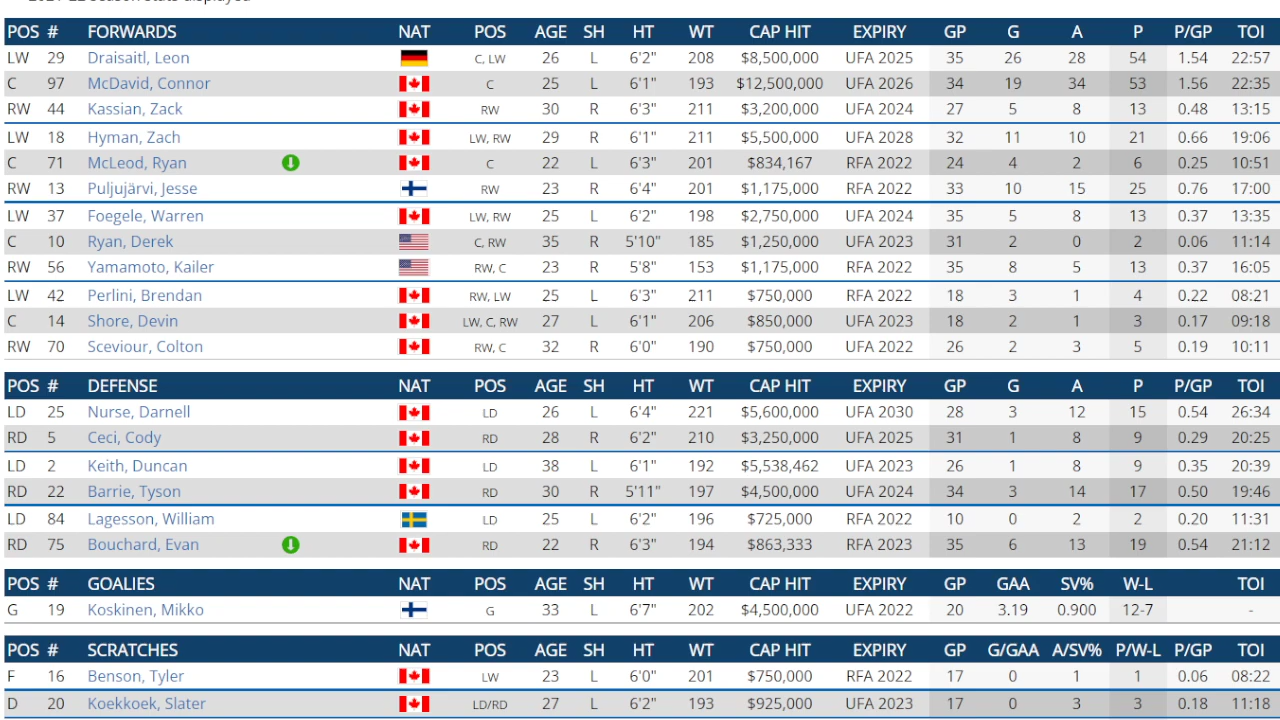 2021-22 season stats displayed
POS # FORWARDS NAT POS AGE SH HT WT CAP HIT EXPIRY GP G A P P/GP TOI
LW 29 Draisaitl, Leon C, LW 26 L 6'2" 208 $8,500,000 UFA 2025 35 26 28 54 1.54 22:57
C 97 McDavid, Connor C 25 L 6'1" 193 $12,500,000 UFA 2026 34 19 34 53 1.56 22:35
RW 44 Kassian, Zack RW 30 R 6'3" 211 $3,200,000 UFA 2024 27 5 8 13 0.48 13:15
LW 18 Hyman, Zach LW, RW 29 R 6'1" 211 $5,500,000 UFA 2028 32 11 10 21 0.66 19:06
C 71 McLeod, Ryan C 22 L 6'3" 201 $834,167 RFA 2022 24 4 2 6 0.25 10:51
RW 13 Puljujärvi, Jesse RW 23 R 6'4" 201 $1,175,000 RFA 2022 33 10 15 25 0.76 17:00
LW 37 Foegele, Warren LW, RW 25 L 6'2" 198 $2,750,000 UFA 2024 35 5 8 13 0.37 13:35
C 10 Ryan, Derek C, RW 35 R 5'10" 185 $1,250,000 UFA 2023 31 2 0 2 0.06 11:14
RW 56 Yamamoto, Kailer RW, C 23 R 5'8" 153 $1,175,000 RFA 2022 35 8 5 13 0.37 16:05
LW 42 Perlini, Brendan RW, LW 25 L 6'3" 211 $750,000 RFA 2022 18 3 1 4 0.22 08:21
C 14 Shore, Devin LW, C, RW 27 L 6'1" 206 $850,000 UFA 2023 18 2 1 3 0.17 09:18
RW 70 Sceviour, Colton RW, C 32 R 6'0" 190 $750,000 UFA 2022 26 2 3 5 0.19 10:11
POS # DEFENSE NAT POS AGE SH HT WT CAP HIT EXPIRY GP G A P P/GP TOI
LD 25 Nurse, Darnell LD 26 L 6'4" 221 $5,600,000 UFA 2030 28 3 12 15 0.54 26:34
RD 5 Ceci, Cody RD 28 R 6'2" 210 $3,250,000 UFA 2025 31 1 8 9 0.29 20:25
LD 2 Keith, Duncan LD 38 L 6'1" 192 $5,538,462 UFA 2023 26 1 8 9 0.35 20:39
RD 22 Barrie, Tyson RD 30 R 5'11" 197 $4,500,000 UFA 2024 34 3 14 17 0.50 19:46
LD 84 Lagesson, William LD 25 L 6'2" 196 $725,000 RFA 2022 10 0 2 2 0.20 11:31
RD 75 Bouchard, Evan RD 22 R 6'3" 194 $863,333 RFA 2023 35 6 13 19 0.54 21:12
POS # GOALIES NAT POS AGE SH HT WT CAP HIT EXPIRY GP GAA SV% W-L TOI
G 19 Koskinen, Mikko G 33 L 6'7" 202 $4,500,000 UFA 2022 20 3.19 0.900 12-7 -
POS # SCRATCHES NAT POS AGE SH HT WT CAP HIT EXPIRY GP G/GAA A/SV% P/W-L P/GP TOI
F 16 Benson, Tyler LW 23 L 6'0" 201 $750,000 RFA 2022 17 0 1 1 0.06 08:22
D 20 Koekkoek, Slater LD/RD 27 L 6'2" 193 $925,000 UFA 2023 17 0 3 3 0.18 11:18